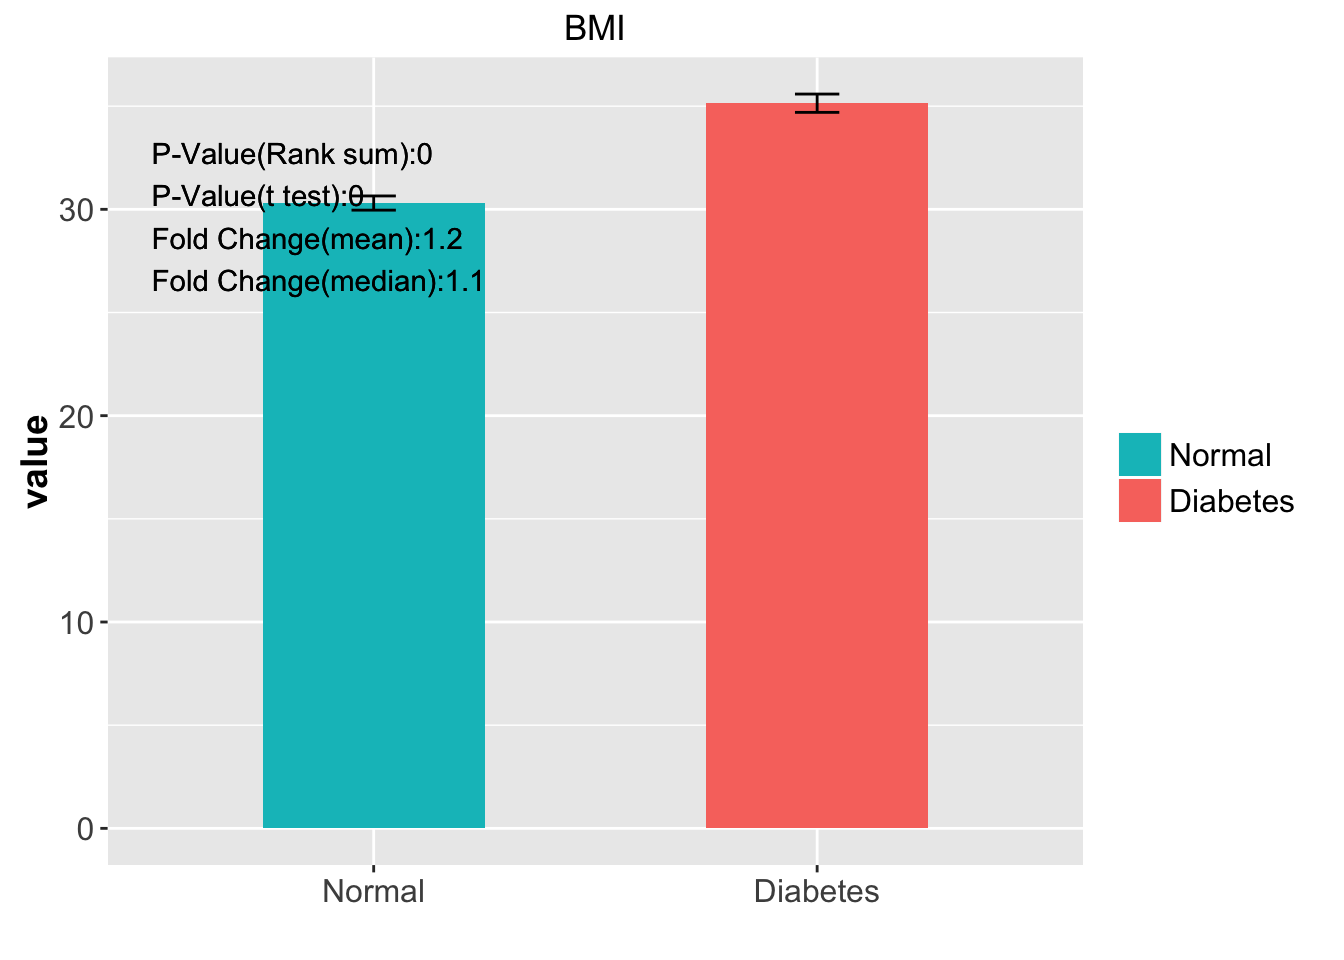 BMI
P-Value(Rank sum):0
P-Value(t test):0
Fold Change(mean):1.2
Fold Change(median):1.1
30
20
10
0
value
Normal
Diabetes
Normal
Diabetes